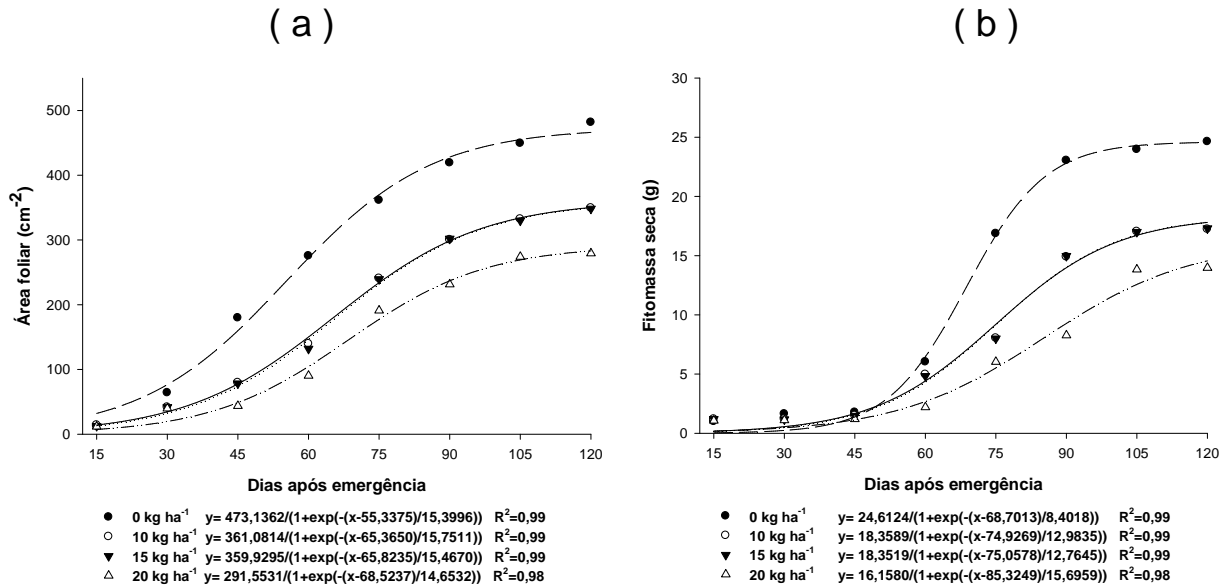 ( a )
Área foliar (cm-2)
500
400
300
200
100
0
15 30 45 60 75 90 105 120
Dias após emergência
0 kg ha-1 y= 473,1362/(1+exp(-(x-55,3375)/15,3996)) R2=0,99
10 kg ha-1 y= 361,0814/(1+exp(-(x-65,3650)/15,7511)) R2=0,99
15 kg ha-1 y= 359,9295/(1+exp(-(x-65,8235)/15,4670)) R2=0,99
20 kg ha-1 y= 291,5531/(1+exp(-(x-68,5237)/14,6532)) R2=0,98
( b )
Fitomassa seca (g)
30
25
20
15
10
5
0
15 30 45 60 75 90 105 120
Dias após emergência
0 kg ha-1 y= 24,6124/(1+exp(-(x-68,7013)/8,4018)) R2=0,99
10 kg ha-1 y= 18,3589/(1+exp(-(x-74,9269)/12,9835)) R2=0,99
15 kg ha-1 y= 18,3519/(1+exp(-(x-75,0578)/12,7645)) R2=0,99
20 kg ha-1 y= 16,1580/(1+exp(-(x-85,3249)/15,6959)) R2=0,98